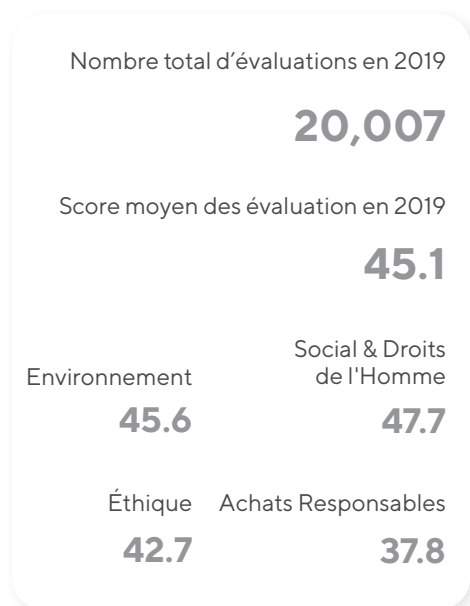 Nombre total d’évaluations en 2019
20,007
Score moyen des évaluation en 2019
45.1
Environnement
45.6
Social & Droits
de l'Homme
47.7
Éthique
42.7
Achats Responsables
37.8